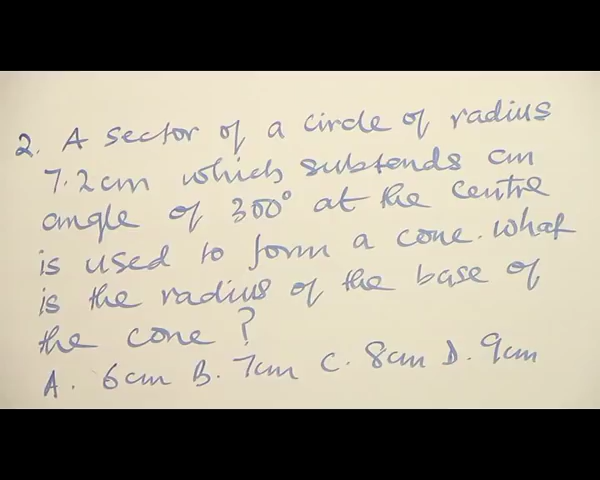 2. A sector of a circle of radius
7.2cm which subtends an
angle of 300° at the centre
is used to form a cone. What
is the radius of the base of
the cone ?
A. 6cm B. 7cm C. 8cm D. 9cm